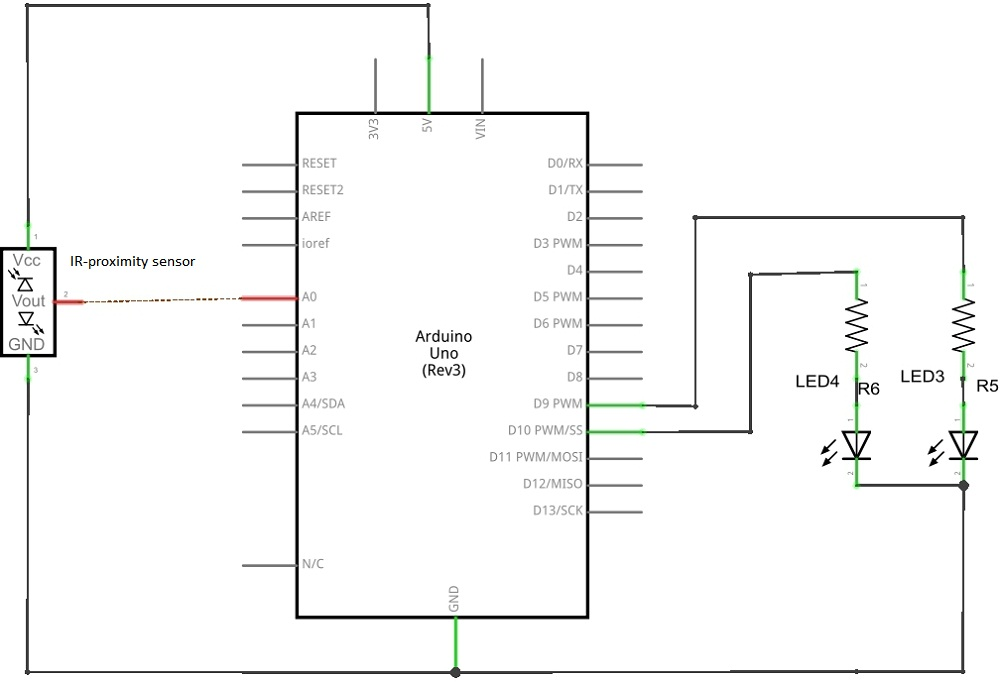 3V3
5V
VIN
RESET
RESET2
AREF
ioref
A0
A1
A2
A3
A4/SDA
A5/SCL
N/C
D0/RX
D1/TX
D2
D3 PWM
D4
D5 PWM
D6 PWM
D7
D8
D9 PWM
D10 PWM/SS
D11 PWM/MOSI
D12/MISO
D13/SCK
GND
Arduino
Uno
(Rev3)
1
Vcc
IR-proximity sensor
Vout
2
GND
3
1
2
LED4
R6
1
2
1
2
LED3
R5
1
2